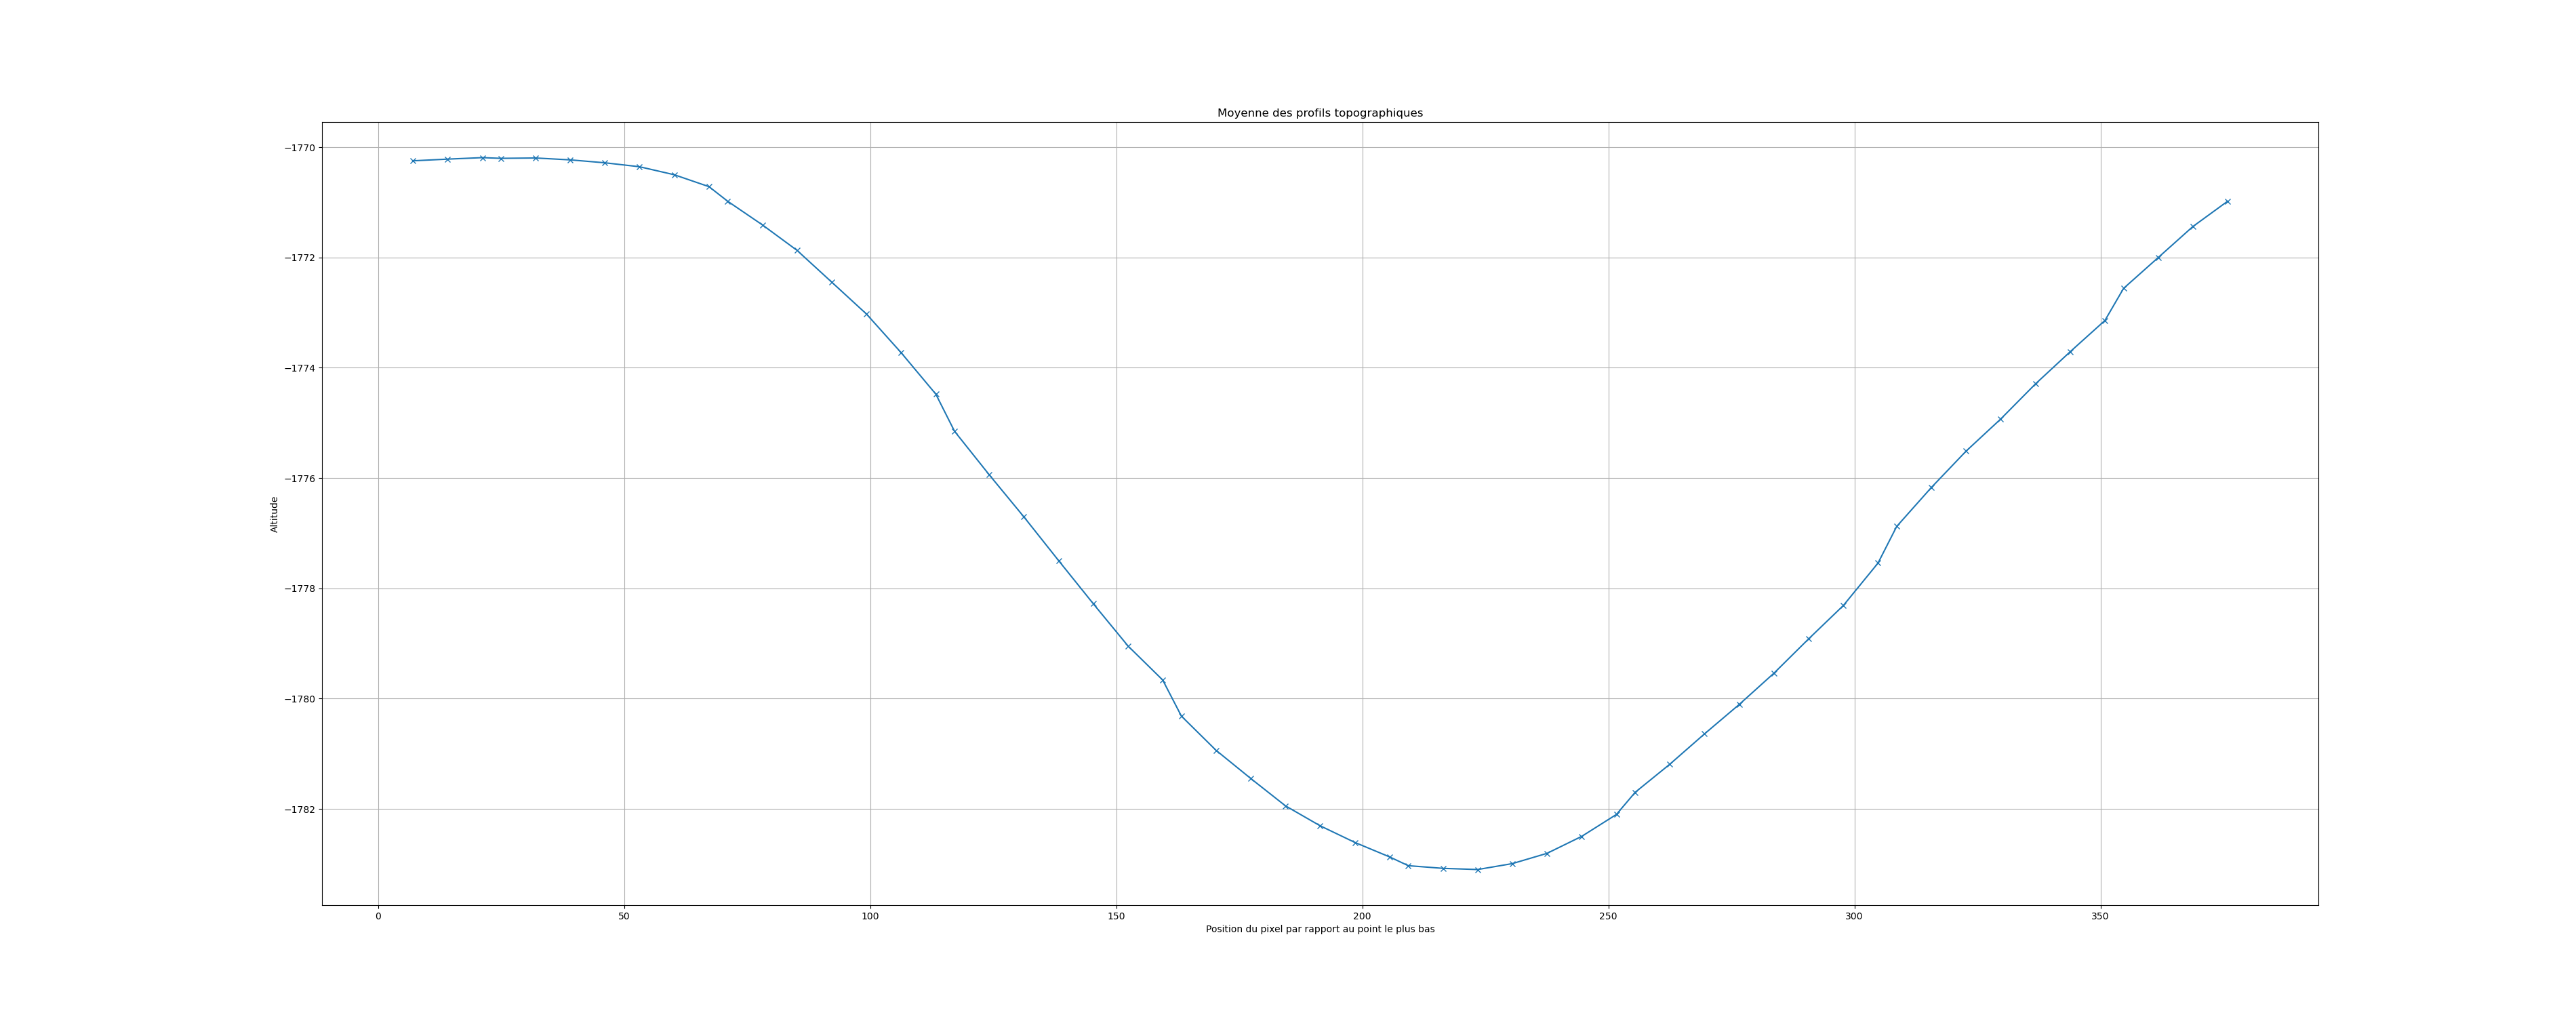 Moyenne des profils topographiques
−1770
−1772
−1774
−1776
−1778
−1780
−1782
Altitude
0 50 100 150 200 250 300 350
Position du pixel par rapport au point le plus bas